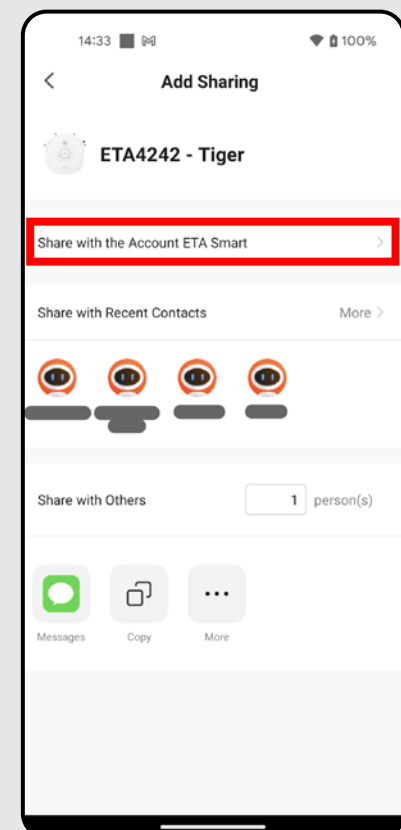 14:33 100%
Add Sharing
ETA4242 - Tiger
Share with the Account ETA Smart
Share with Recent Contacts More
Share with Others 1 person(s)
Messages Copy More